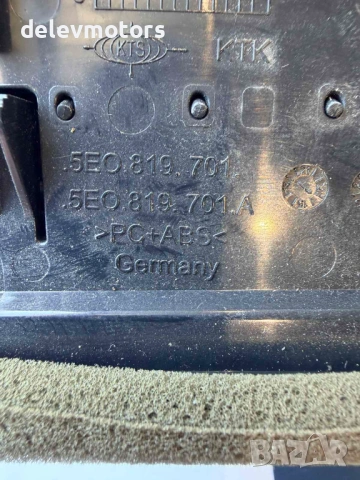 delevmotors
KTS KTK
5E0 819 701
5E0 819 701 A
>PC+ABS<
Germany
BAZAR